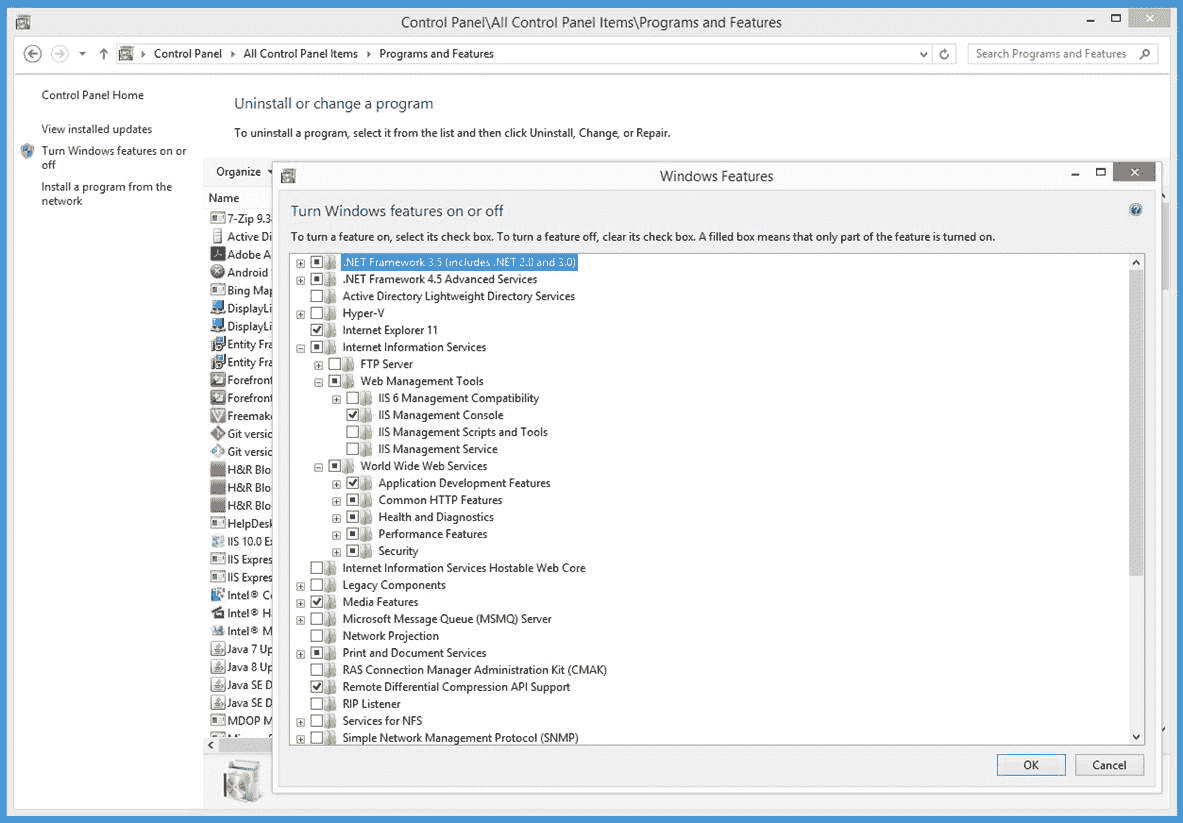 Control Panel\All Control Panel Items\Programs and Features
Control Panel All Control Panel Items Programs and Features
Search Programs and Features
Control Panel Home
View installed updates
Turn Windows features on or
off
Install a program from the
network
Uninstall or change a program
To uninstall a program, select it from the list and then click Uninstall, Change, or Repair.
Organize
Name
7-Zip 9.3
Active Di
Adobe A
Android
Bing Map
DisplayLi
DisplayLi
Entity Fra
Entity Fra
Forefront
Forefront
Freemake
Git versio
Git versio
H&R Blo
H&R Blo
H&R Blo
HelpDesk
IIS 10.0 Ex
IIS Expres
IIS Expres
Intel® C
Intel® H
Intel® M
Java 7 Up
Java 8 Up
Java SE D
Java SE D
MDOP M
Windows Features
Turn Windows features on or off
To turn a feature on, select its check box. To turn a feature off, clear its check box. A filled box means that only part of the feature is turned on.
.NET Framework 3.5 (includes .NET 2.0 and 3.0)
.NET Framework 4.5 Advanced Services
Active Directory Lightweight Directory Services
Hyper-V
Internet Explorer 11
Internet Information Services
FTP Server
Web Management Tools
IIS 6 Management Compatibility
IIS Management Console
IIS Management Scripts and Tools
IIS Management Service
World Wide Web Services
Application Development Features
Common HTTP Features
Health and Diagnostics
Performance Features
Security
Internet Information Services Hostable Web Core
Legacy Components
Media Features
Microsoft Message Queue (MSMQ) Server
Network Projection
Print and Document Services
RAS Connection Manager Administration Kit (CMAK)
Remote Differential Compression API Support
RIP Listener
Services for NFS
Simple Network Management Protocol (SNMP)
OK
Cancel